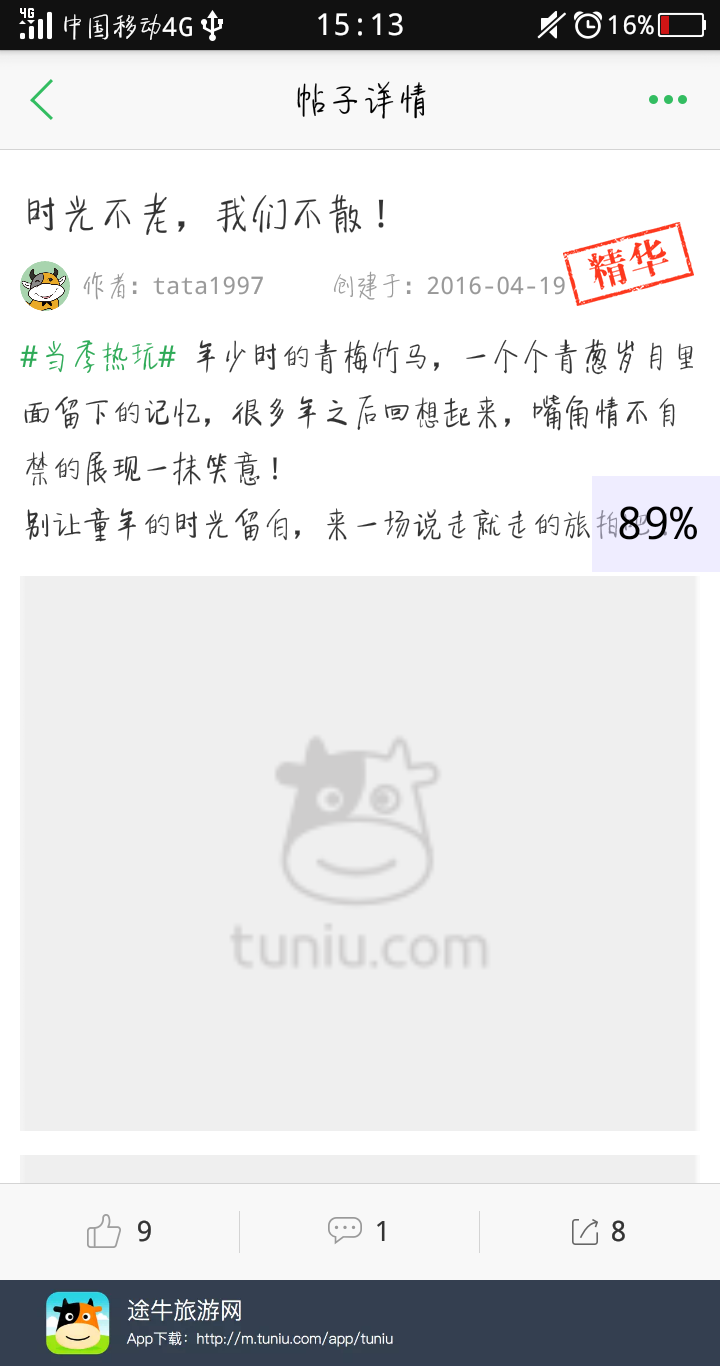 4G 中国移动4G 15:13 16%
帖子详情
时光不老，我们不散！
作者：tata1997 创建于：2016-04-19 精华
#当季热玩# 年少时的青梅竹马，一个个青葱岁月里
面留下的记忆，很多年之后回想起来，嘴角情不自
禁的展现一抹笑意！
别让童年的时光留白，来一场说走就走的旅拍吧！
89%
tuniu.com
9 1 8
途牛旅游网
App下载：http://m.tuniu.com/app/tuniu